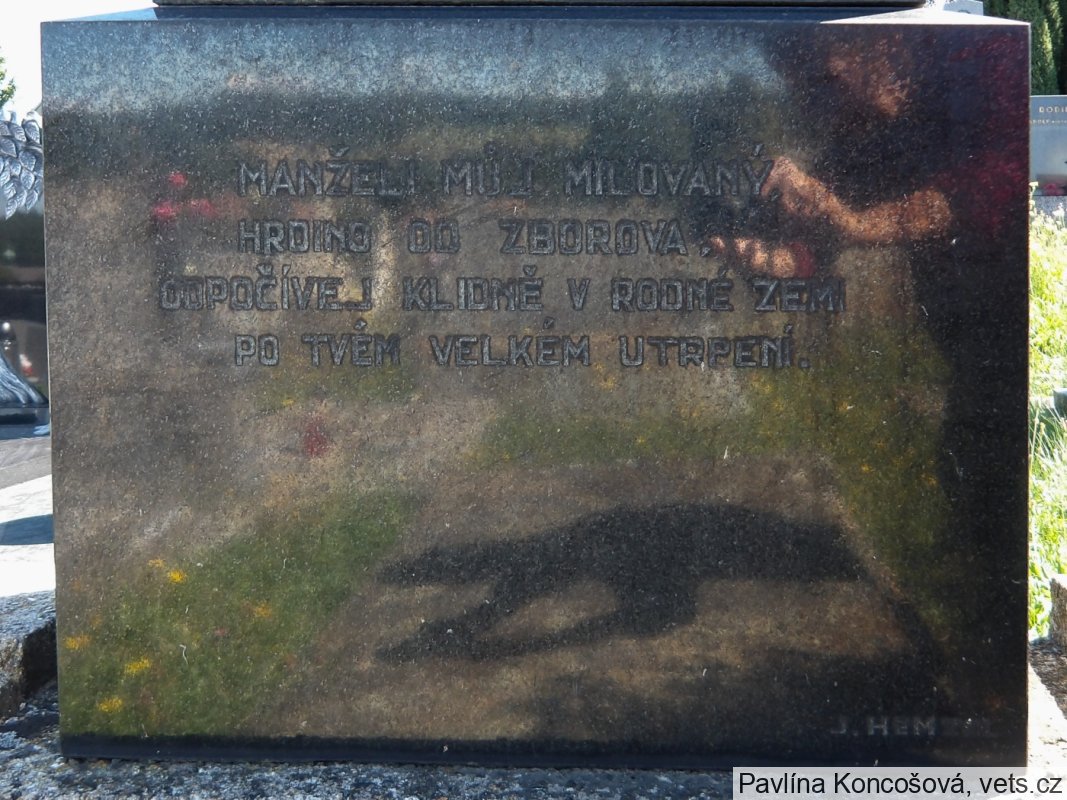 MANŽELI MŮJ MILOVANÝ
HRDINO OD ZBOROVA,
ODPOČÍVEJ KLIDNĚ V RODNÉ ZEMI
PO TVÉM VELKÉM UTRPENÍ.
J.
Pavlína Koncošová, vets.cz